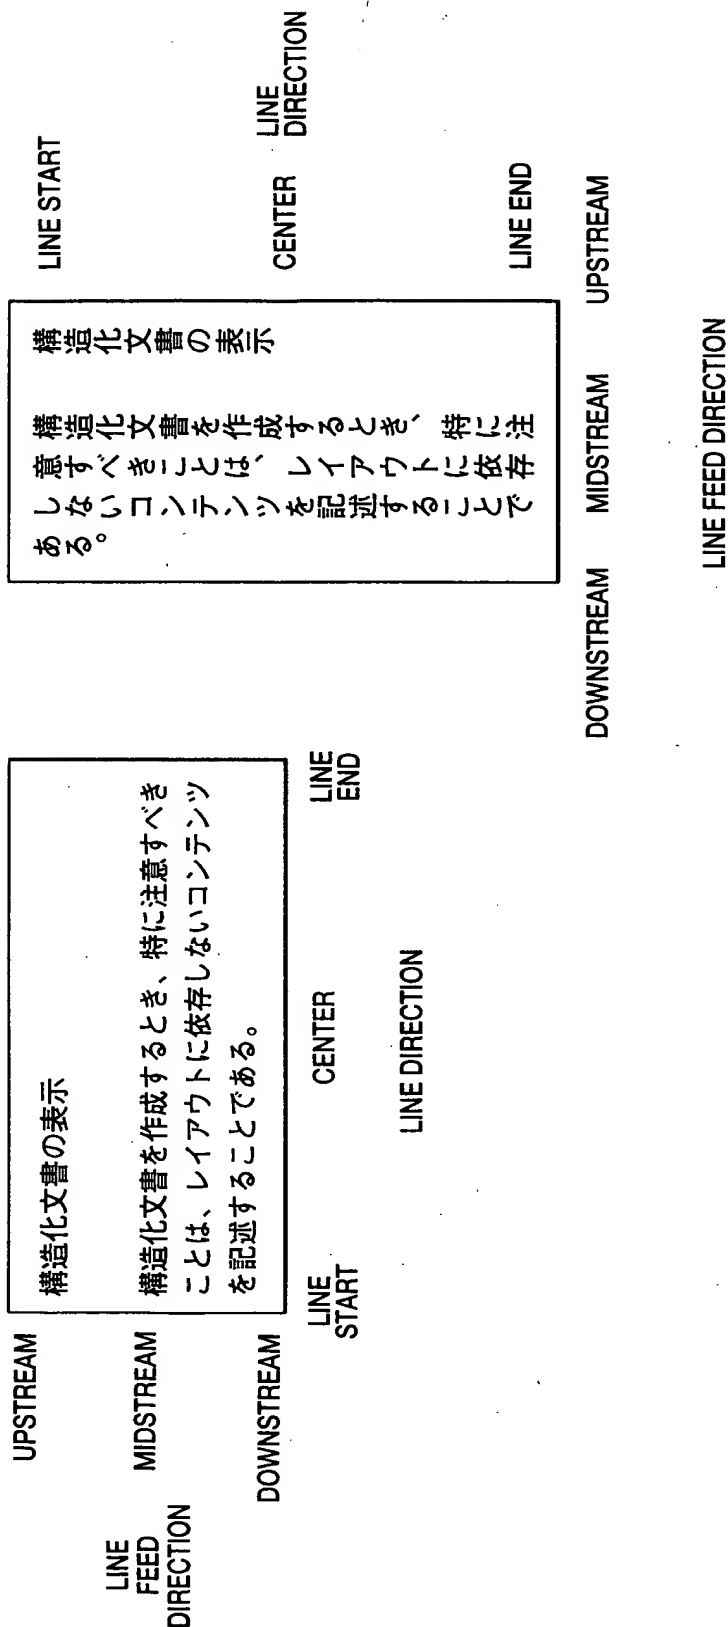 UPSTREAM
MIDSTREAM
DOWNSTREAM
LINE
FEED
DIRECTION
構造化文書の表示
構造化文書を作成するとき、特に注意すべき
ことは、レイアウトに依存しないコンテンツ
を記述することである。
LINE
START
CENTER
LINE
END
LINE DIRECTION
構造化文書の表示
構造化文書を作成するとき、特に注
意すべきことは、レイアウトに依存
しないコンテンツを記述することで
ある。
LINE START
CENTER
LINE END
LINE
DIRECTION
DOWNSTREAM
MIDSTREAM
UPSTREAM
LINE FEED DIRECTION